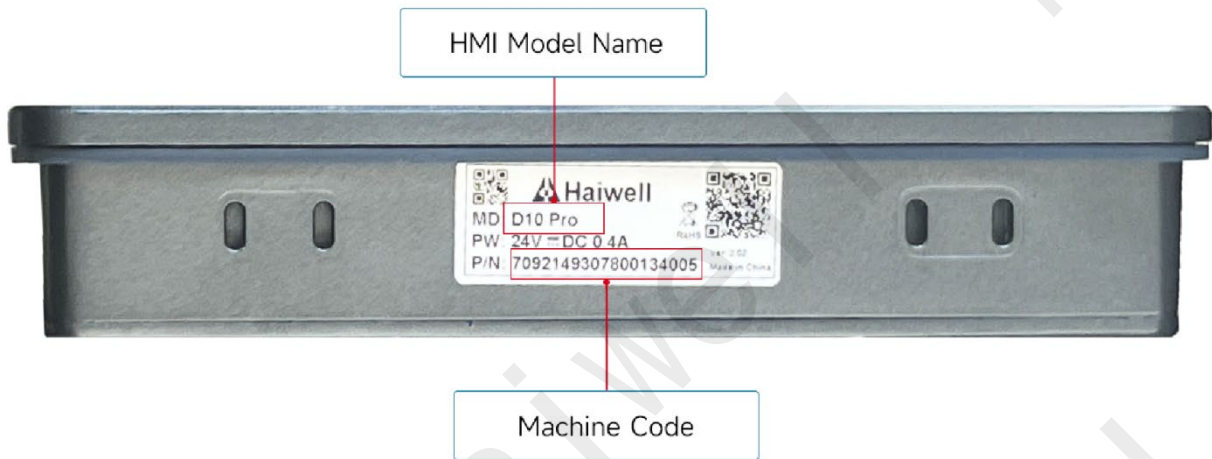 HMI Model Name
Haiwell
MD: D10 Pro
PW: 24V ⎓ DC 0.4A
RoHS
P/N: 7092149307800134005
Ver 2.02
Made in China
Machine Code
Haiwell